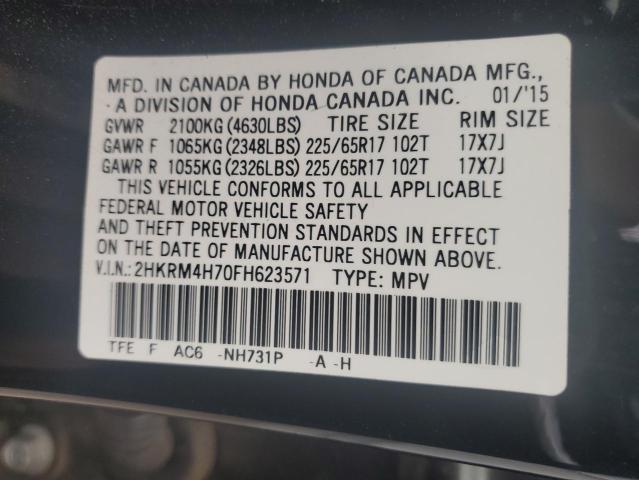 MFD. IN CANADA BY HONDA OF CANADA MFG.,
A DIVISION OF HONDA CANADA INC. 01/'15
GVWR 2100KG (4630LBS) TIRE SIZE RIM SIZE
GAWR F 1065KG (2348LBS) 225/65R17 102T 17X7J
GAWR R 1055KG (2326LBS) 225/65R17 102T 17X7J
THIS VEHICLE CONFORMS TO ALL APPLICABLE
FEDERAL MOTOR VEHICLE SAFETY
AND THEFT PREVENTION STANDARDS IN EFFECT
ON THE DATE OF MANUFACTURE SHOWN ABOVE.
V.I.N.: 2HKRM4H70FH623571 TYPE: MPV
TFE F AC6 -NH731P -A -H